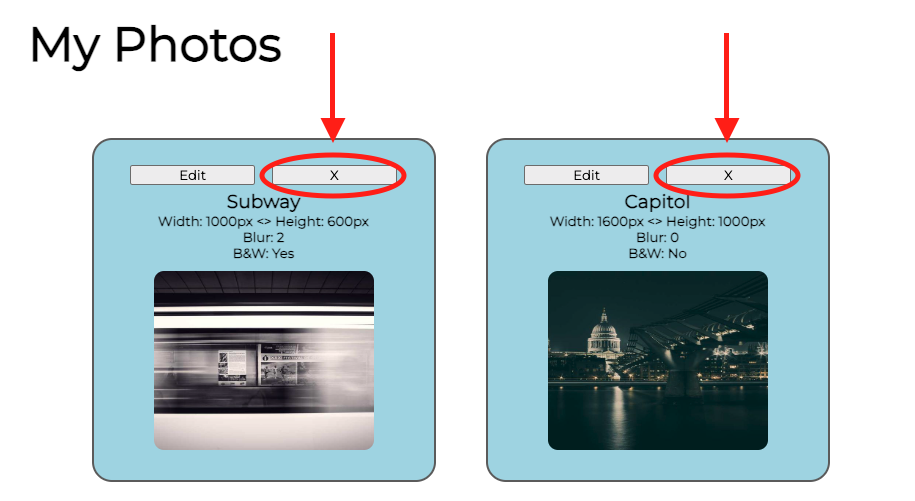 My Photos
Edit
X
Subway
Width: 1000px <> Height: 600px
Blur: 2
B&W: Yes
Edit
X
Capitol
Width: 1600px <> Height: 1000px
Blur: 0
B&W: No